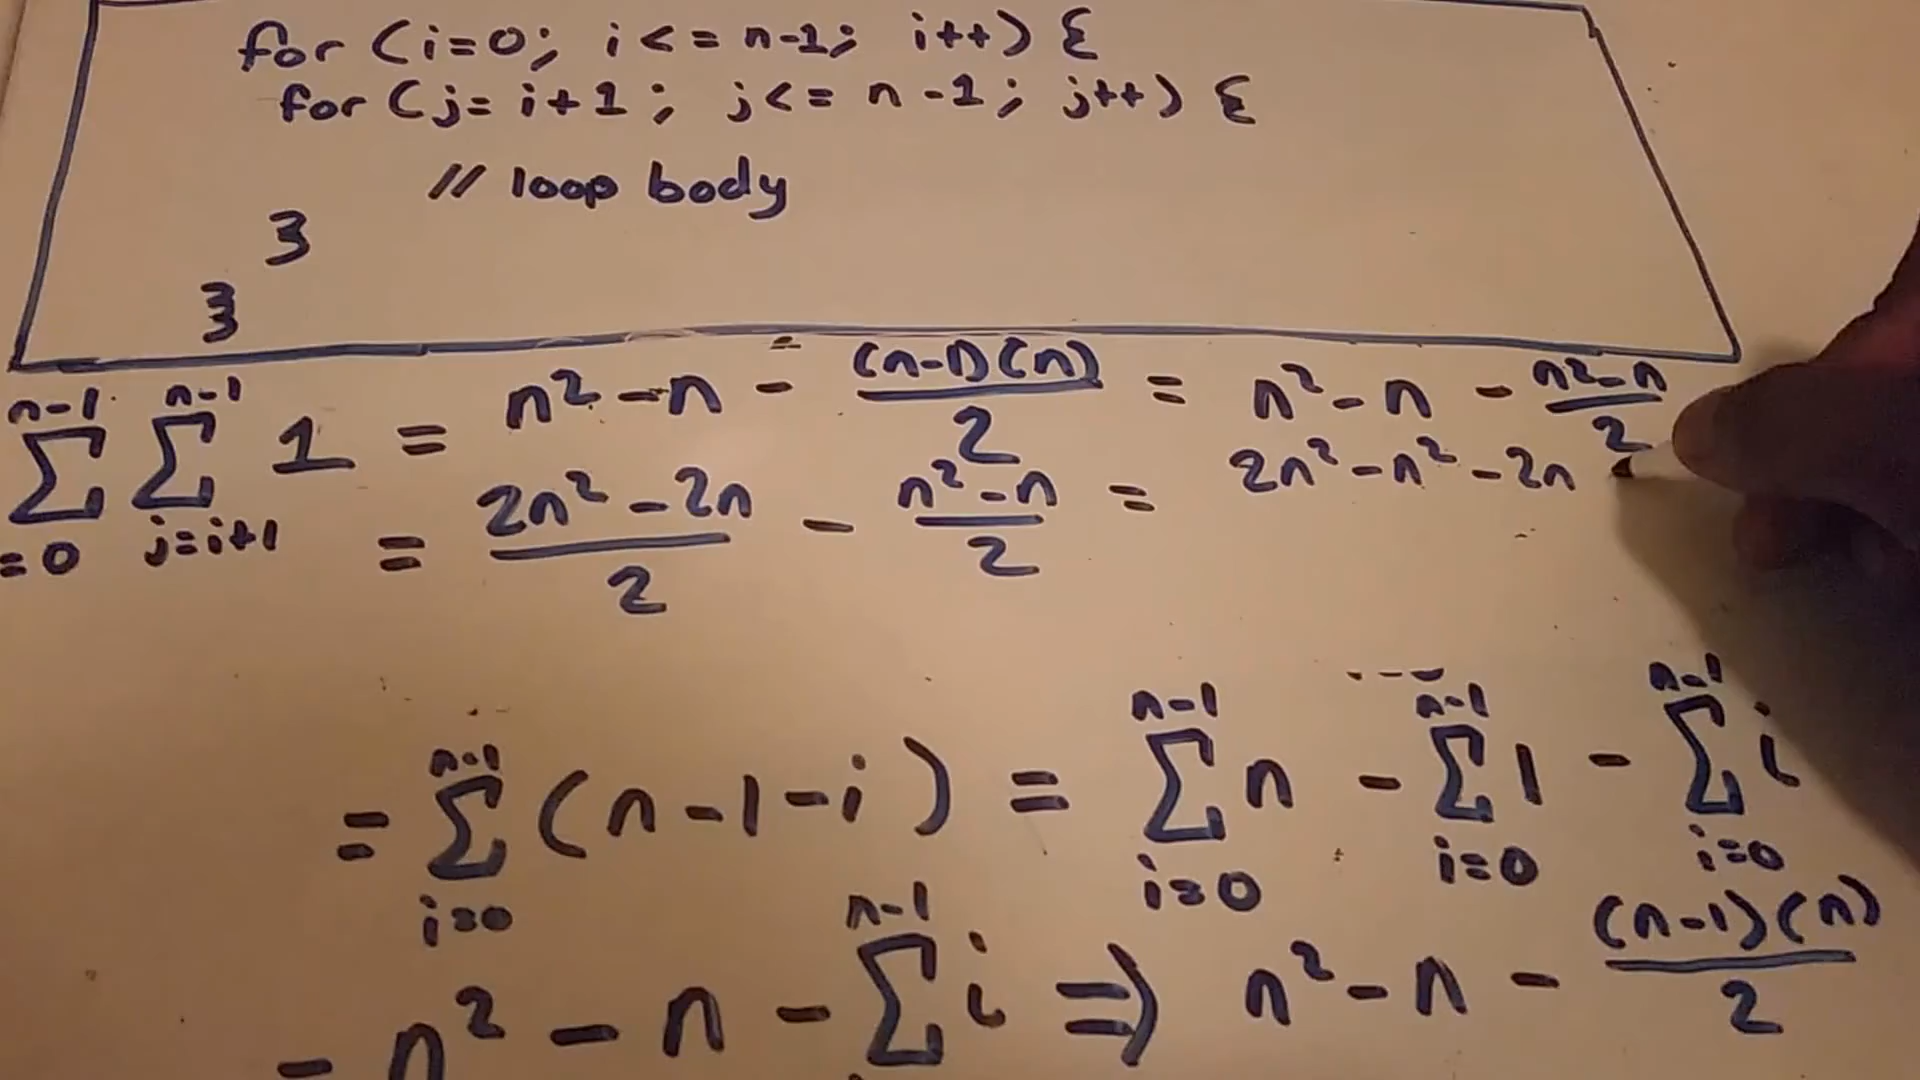 for (i=0; i<= n-1; i++) {
for (j= i+1; j<= n-1; j++) {
// loop body
}
}
n-1 n-1
∑ ∑ 1 = n² - n - (n-1)(n)/2 = n² - n - n²-n/2
=0 j=i+1
= 2n² - 2n/2 - n² - n/2 = 2n² - n² - 2n
n-1 n-1 n-1 n-1
= ∑ (n-1-i) = ∑ n - ∑ 1 - ∑ i
i=0 i=0 i=0 i=0
n-1
= n² - n - ∑ i ⇒ n² - n - (n-1)(n)/2